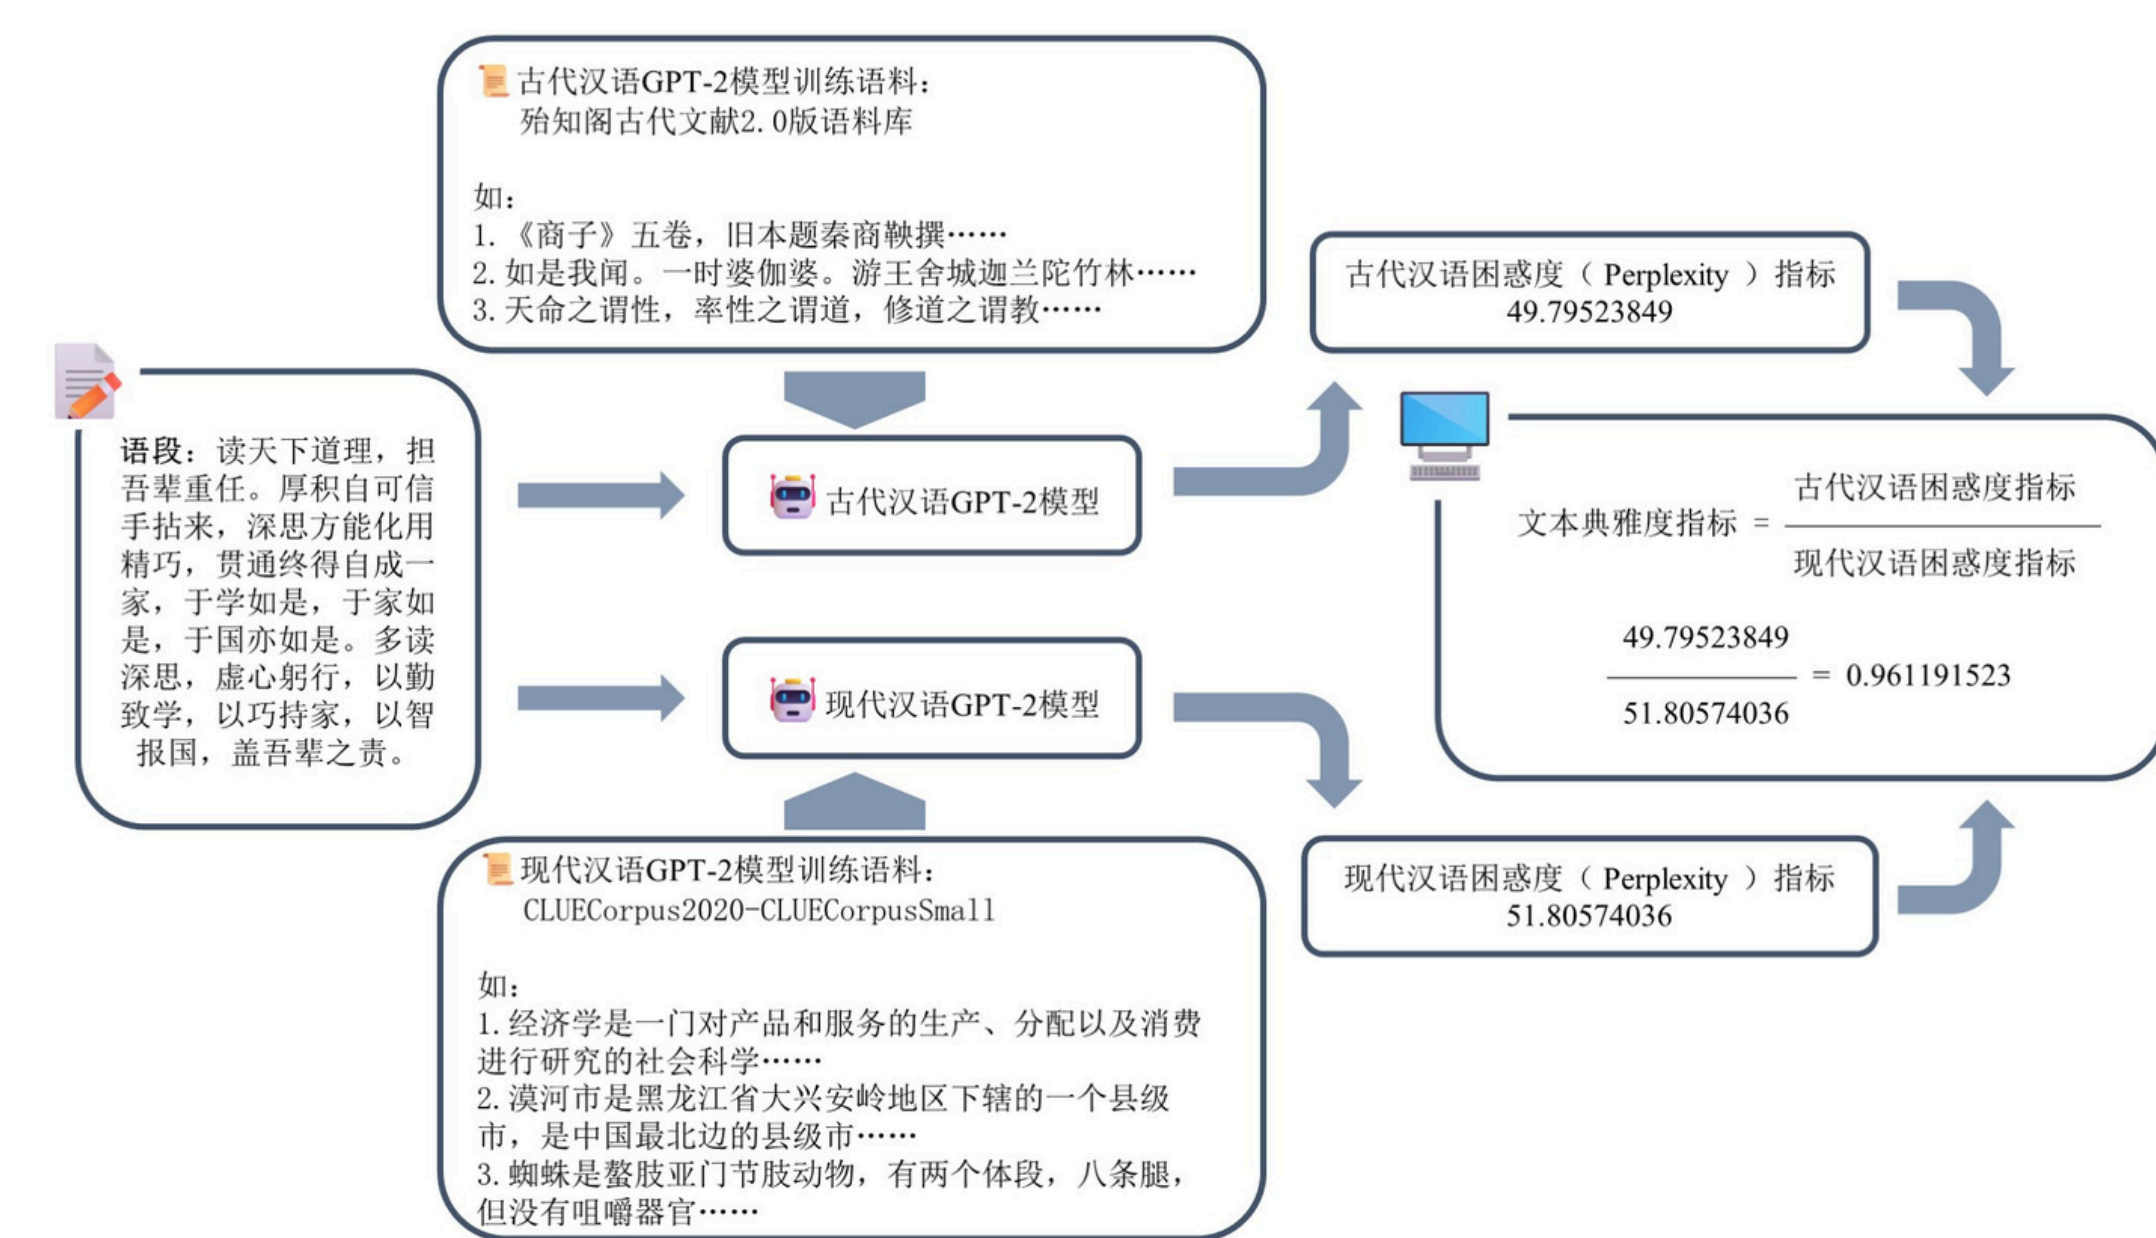 古代汉语GPT-2模型训练语料：
殆知阁古代文献2.0版语料库
如：
1.《商子》五卷，旧本题秦商鞅撰……
2.如是我闻。一时婆伽婆。游王舍城迦兰陀竹林……
3.天命之谓性，率性之谓道，修道之谓教……
语段：读天下道理，担
吾辈重任。厚积自可信
手拈来，深思方能化用
精巧，贯通终得自成一
家，于学如是，于家如
是，于国亦如是。多读
深思，虚心躬行，以勤
致学，以巧持家，以智
报国，盖吾辈之责。
古代汉语GPT-2模型
现代汉语GPT-2模型
现代汉语GPT-2模型训练语料：
CLUECorpus2020-CLUECorpusSmall
如：
1.经济学是一门对产品和服务的生产、分配以及消费
进行研究的社会科学……
2.漠河市是黑龙江省大兴安岭地区下辖的一个县级
市，是中国最北边的县级市……
3.蜘蛛是螯肢亚门节肢动物，有两个体段，八条腿，
但没有咀嚼器官……
古代汉语困惑度（ Perplexity ）指标
49.79523849
文本典雅度指标 =
古代汉语困惑度指标
现代汉语困惑度指标
49.79523849
51.80574036
= 0.961191523
现代汉语困惑度（ Perplexity ）指标
51.80574036